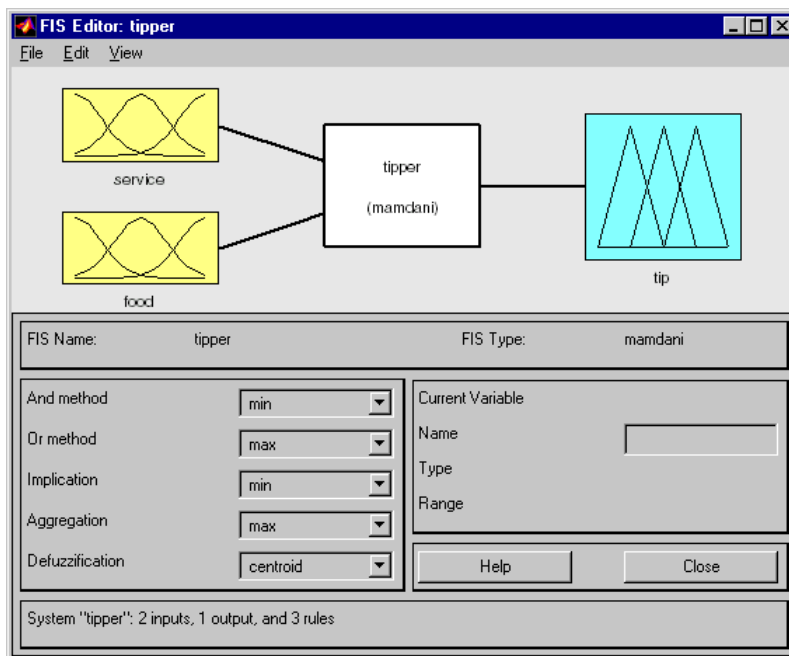 FIS Editor: tipper
File Edit View
service
food
tipper
(mamdani)
tip
FIS Name: tipper FIS Type: mamdani
And method min
Or method max
Implication min
Aggregation max
Defuzzification centroid
Current Variable
Name
Type
Range
Help Close
System "tipper": 2 inputs, 1 output, and 3 rules